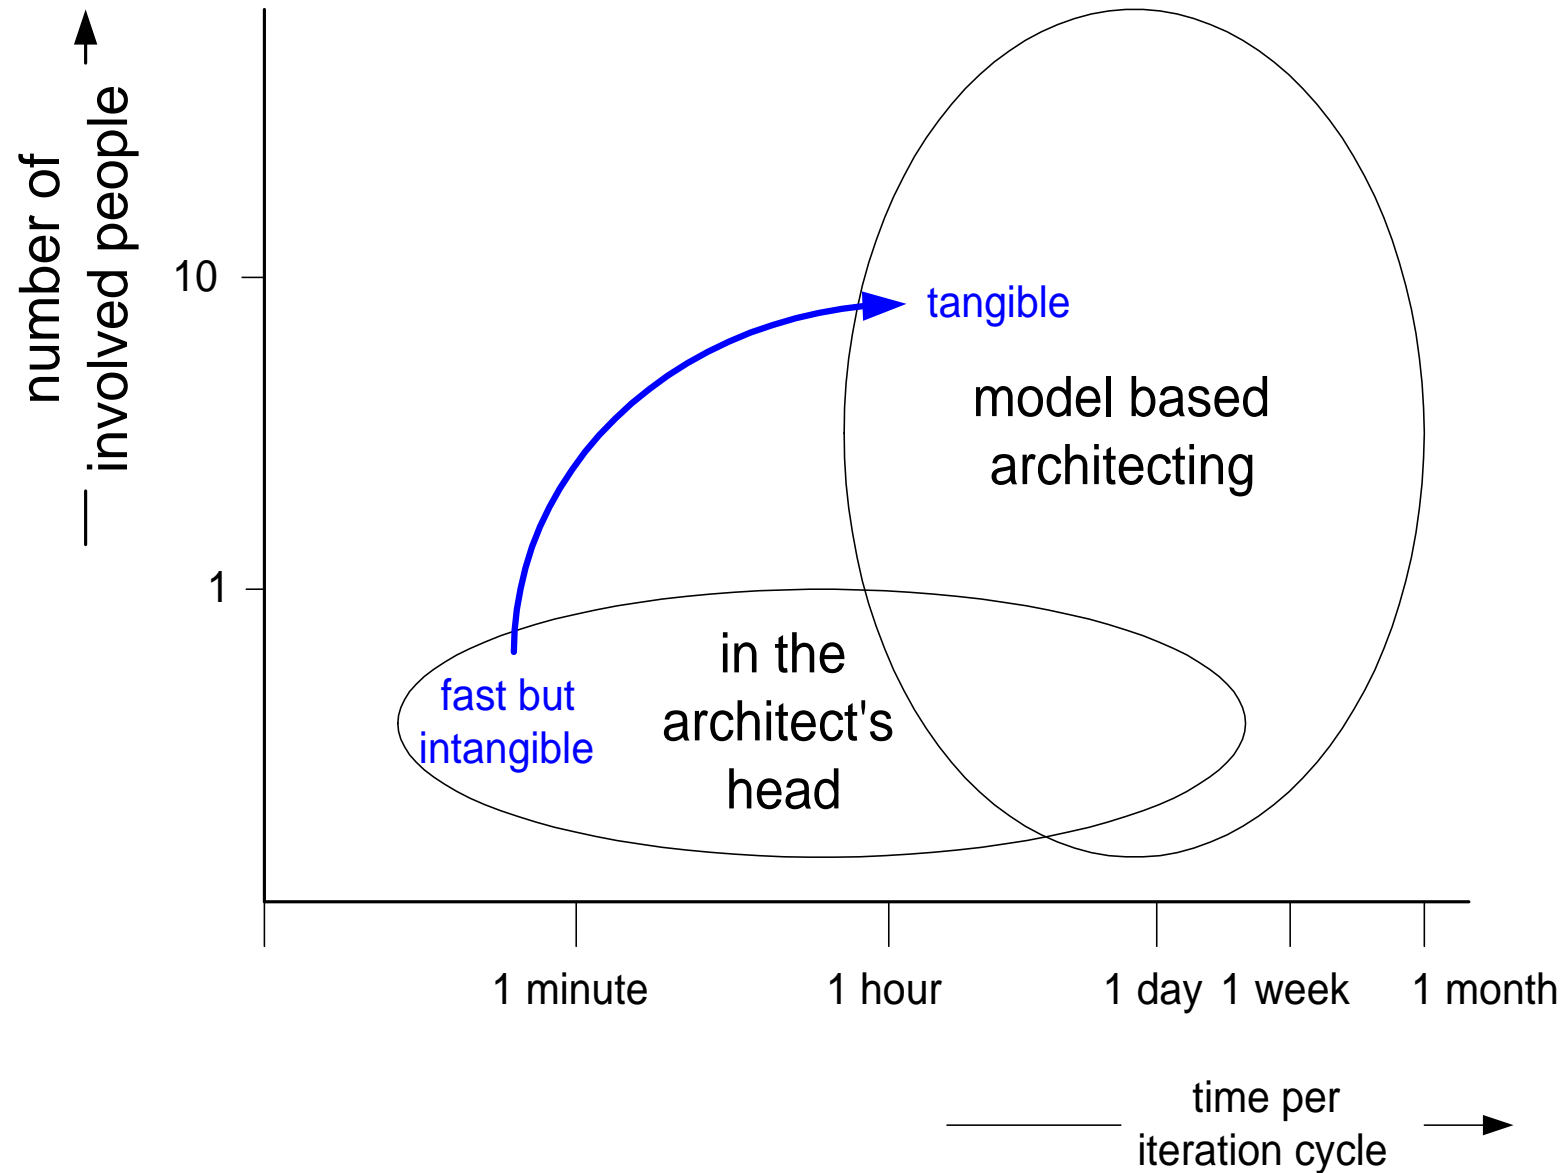 number of
involved people
10
tangible
model based
architecting
1
in the
architect's
head
fast but
intangible
1 minute
1 hour
1 day
1 week
1 month
time per
iteration cycle